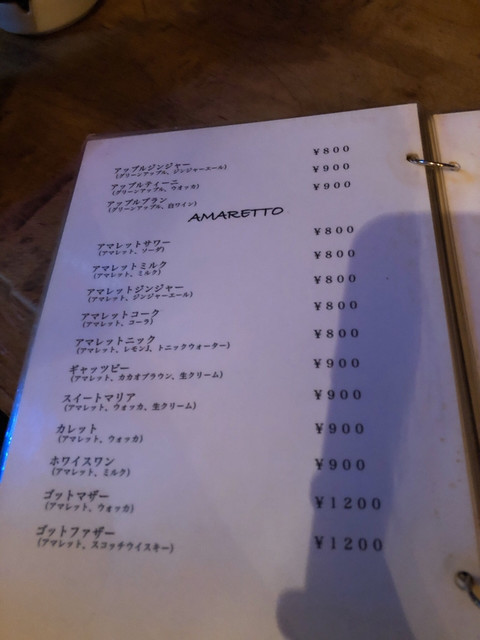 アップルジンジャー ¥800
(グリーンアップル、ジンジャーエール)
アップルティーニ ¥900
(グリーンアップル、ウオッカ)
アップルブラン ¥900
(グリーンアップル、白ワイン)
AMARETTO
アマレットサワー ¥800
(アマレット、ソーダ)
アマレットミルク ¥800
(アマレット、ミルク)
アマレットジンジャー ¥800
(アマレット、ジンジャーエール)
アマレットコーク ¥800
(アマレット、コーラ)
アマレットニック ¥800
(アマレット、レモンJ、トニックウォーター)
ギャッツビー ¥900
(アマレット、カカオブラウン、生クリーム)
スイートマリア ¥900
(アマレット、ウォッカ、生クリーム)
カレット ¥900
(アマレット、ウォッカ)
ホワイスワン ¥900
(アマレット、ミルク)
ゴットマザー ¥1200
(アマレット、ウォッカ)
ゴットファザー ¥1200
(アマレット、スコッチウイスキー)